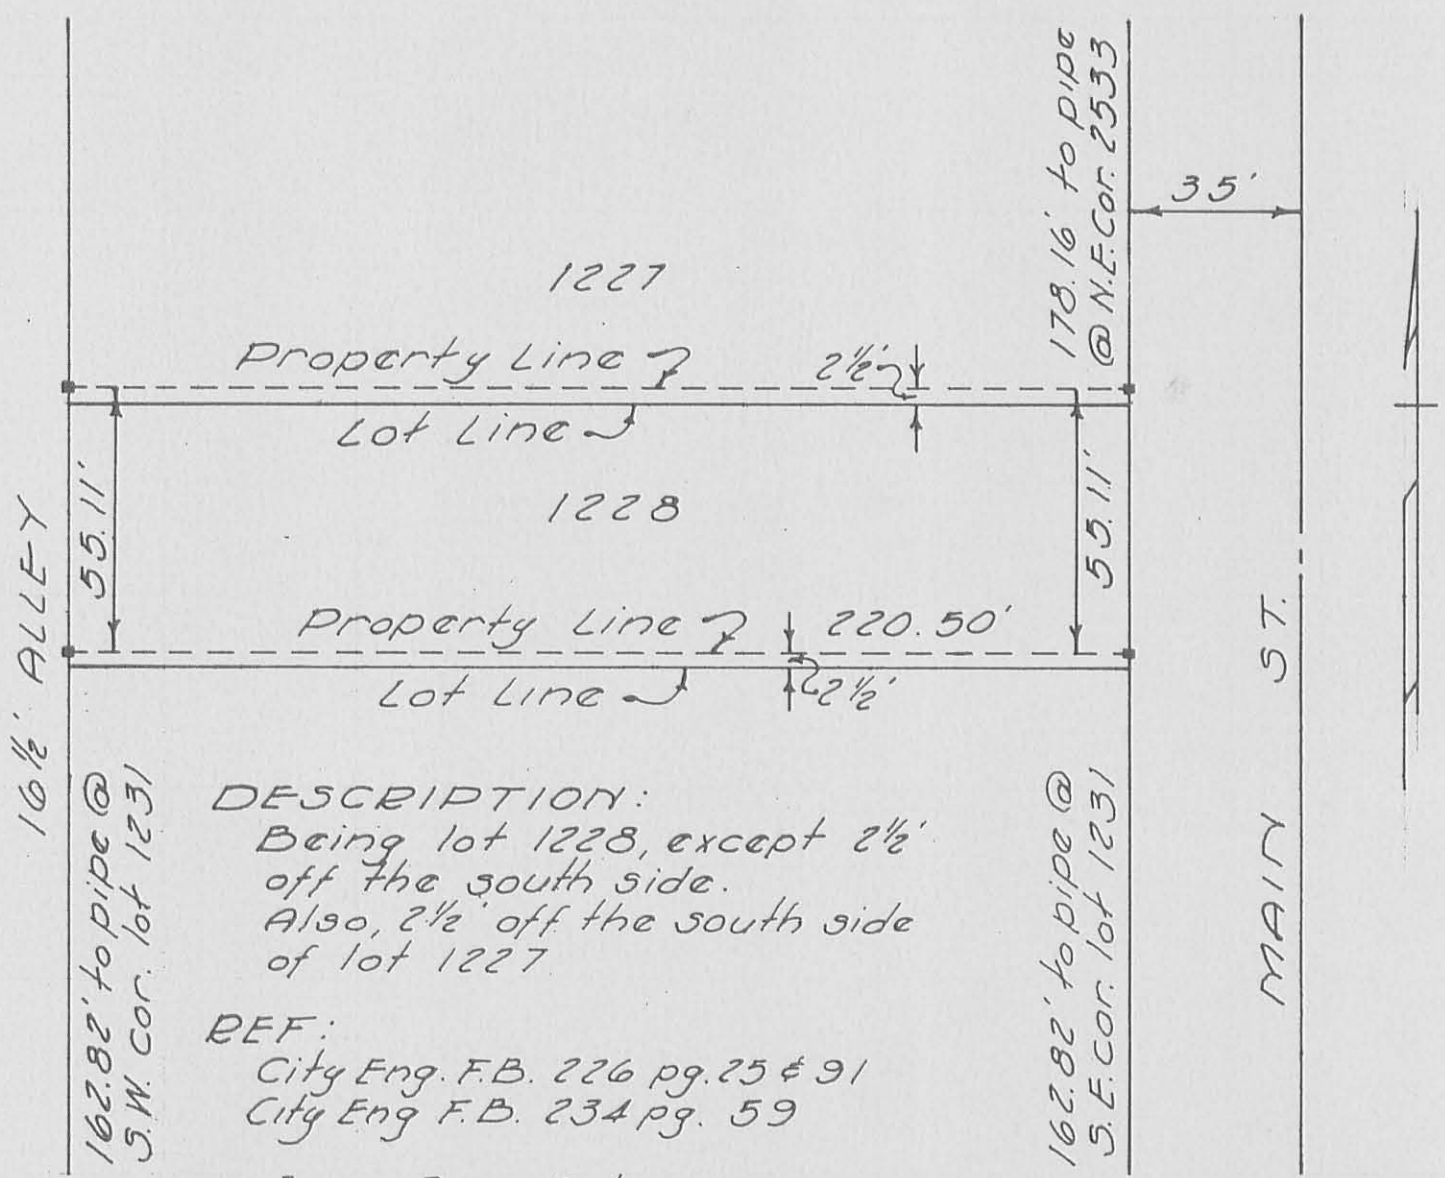 178.16' to pipe
@ N.E.Cor. 2533
35'
1227
Property Line
2½'
Lot Line
55.11'
1228
55.11'
16½' ALLEY
Property Line
220.50'
Lot Line
2½'
MAIN ST.
162.82' to pipe @
S.W. Cor. lot 1231
DESCRIPTION:
Being lot 1228, except 2½'
off the south side.
Also, 2½' off the south side
of lot 1227
REF:
City Eng. F.B. 226 pg. 25 & 91
City Eng F.B. 234 pg. 59
162.82' to pipe @
S.E. Cor. lot 1231